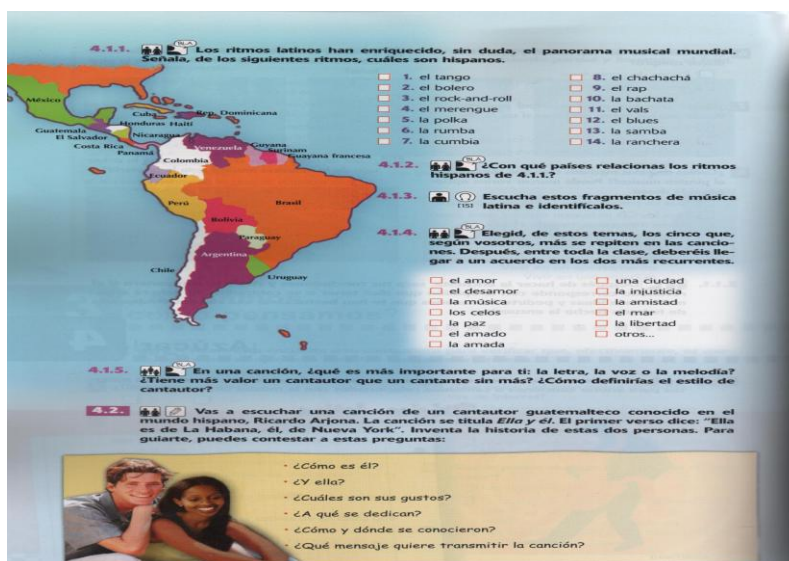 4.1.1. BLA Los ritmos latinos han enriquecido, sin duda, el panorama musical mundial.
Señala, de los siguientes ritmos, cuáles son hispanos.
1. el tango
2. el bolero
3. el rock-and-roll
4. el merengue
5. la polka
6. la rumba
7. la cumbia
8. el chachachá
9. el rap
10. la bachata
11. el vals
12. el blues
13. la samba
14. la ranchera
México
Cuba
Rep. Dominicana
Honduras Haití
Guatemala
Nicaragua
El Salvador
Costa Rica
Panamá
Venezuela
Guyana
Surinam
Guayana francesa
Colombia
Ecuador
Perú
Brasil
Bolivia
Paraguay
Argentina
Chile
Uruguay
4.1.2. BLA ¿Con qué países relacionas los ritmos
hispanos de 4.1.1.?
4.1.3. [15] Escucha estos fragmentos de música
latina e identifícalos.
4.1.4. BLA Elegid, de estos temas, los cinco que,
según vosotros, más se repiten en las cancio-
nes. Después, entre toda la clase, deberéis lle-
gar a un acuerdo en los dos más recurrentes.
el amor
el desamor
la música
los celos
la paz
el amado
la amada
una ciudad
la injusticia
la amistad
el mar
la libertad
otros...
4.1.5. BLA En una canción, ¿qué es más importante para ti: la letra, la voz o la melodía?
¿Tiene más valor un cantautor que un cantante sin más? ¿Cómo definirías el estilo de
cantautor?
4.2. Vas a escuchar una canción de un cantautor guatemalteco conocido en el
mundo hispano, Ricardo Arjona. La canción se titula Ella y él. El primer verso dice: "Ella
es de La Habana, él, de Nueva York". Inventa la historia de estas dos personas. Para
guiarte, puedes contestar a estas preguntas:
· ¿Cómo es él?
· ¿Y ella?
· ¿Cuáles son sus gustos?
· ¿A qué se dedican?
· ¿Cómo y dónde se conocieron?
· ¿Qué mensaje quiere transmitir la canción?